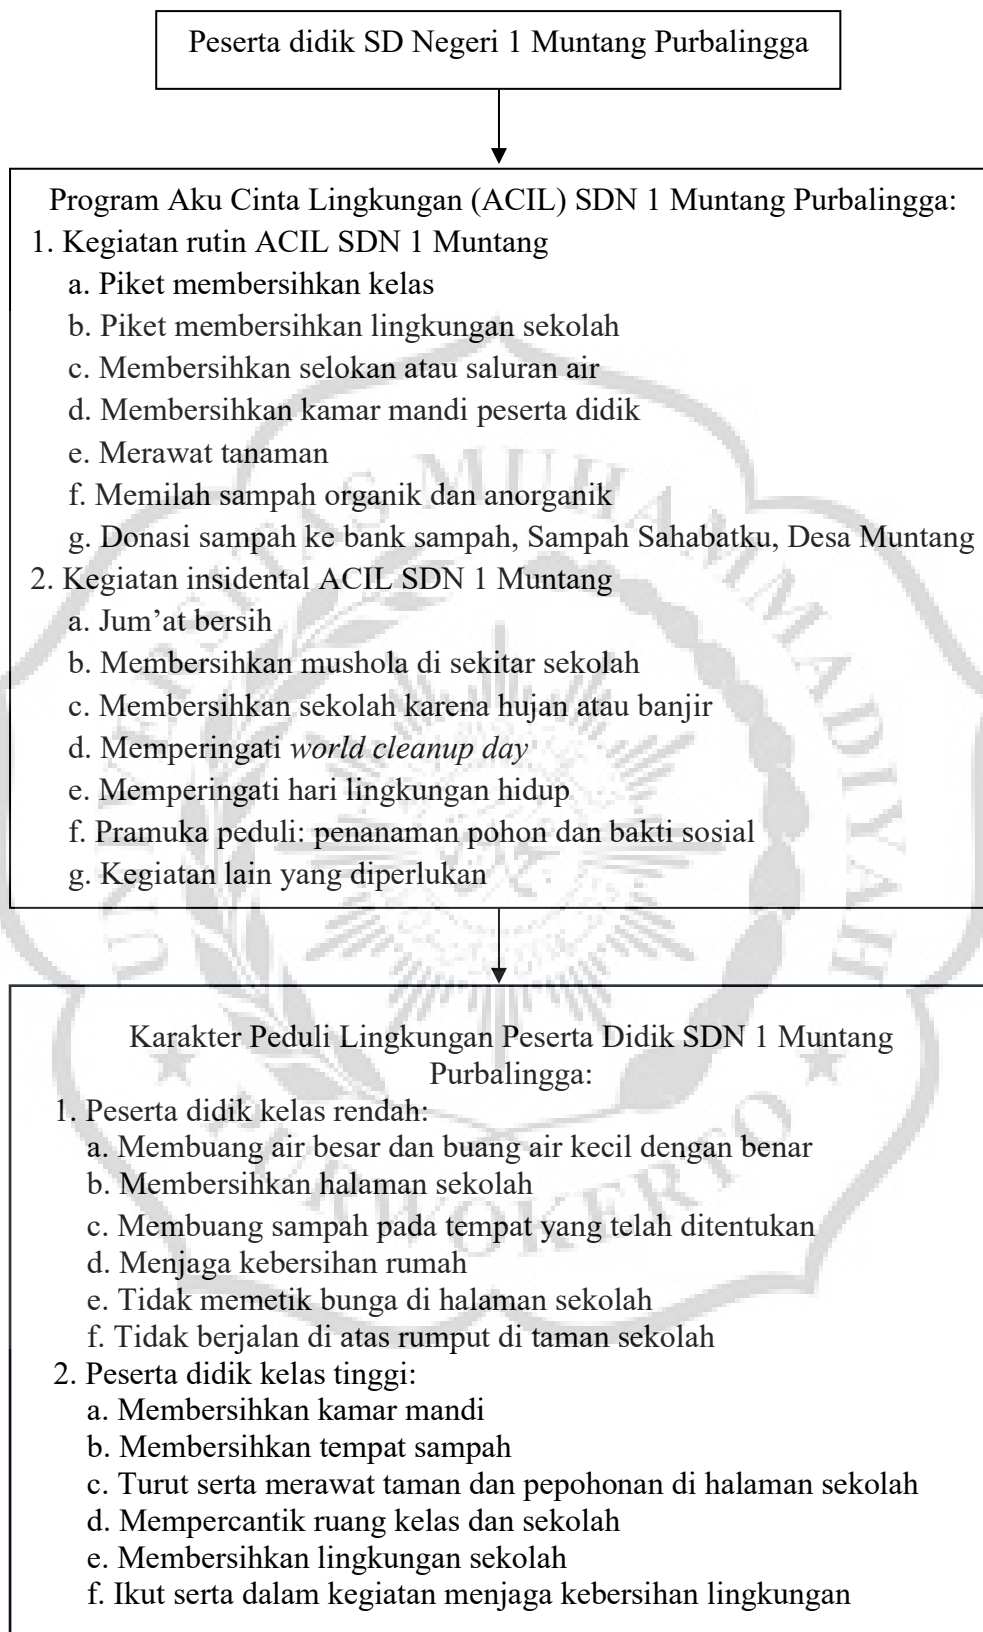 Peserta didik SD Negeri 1 Muntang Purbalingga
Program Aku Cinta Lingkungan (ACIL) SDN 1 Muntang Purbalingga:
1. Kegiatan rutin ACIL SDN 1 Muntang
a. Piket membersihkan kelas
b. Piket membersihkan lingkungan sekolah
c. Membersihkan selokan atau saluran air
d. Membersihkan kamar mandi peserta didik
e. Merawat tanaman
f. Memilah sampah organik dan anorganik
g. Donasi sampah ke bank sampah, Sampah Sahabatku, Desa Muntang
2. Kegiatan insidental ACIL SDN 1 Muntang
a. Jum’at bersih
b. Membersihkan mushola di sekitar sekolah
c. Membersihkan sekolah karena hujan atau banjir
d. Memperingati world cleanup day
e. Memperingati hari lingkungan hidup
f. Pramuka peduli: penanaman pohon dan bakti sosial
g. Kegiatan lain yang diperlukan
Karakter Peduli Lingkungan Peserta Didik SDN 1 Muntang
Purbalingga:
1. Peserta didik kelas rendah:
a. Membuang air besar dan buang air kecil dengan benar
b. Membersihkan halaman sekolah
c. Membuang sampah pada tempat yang telah ditentukan
d. Menjaga kebersihan rumah
e. Tidak memetik bunga di halaman sekolah
f. Tidak berjalan di atas rumput di taman sekolah
2. Peserta didik kelas tinggi:
a. Membersihkan kamar mandi
b. Membersihkan tempat sampah
c. Turut serta merawat taman dan pepohonan di halaman sekolah
d. Mempercantik ruang kelas dan sekolah
e. Membersihkan lingkungan sekolah
f. Ikut serta dalam kegiatan menjaga kebersihan lingkungan
UNIVERSITAS MUHAMMADIYAH
PURWOKERTO